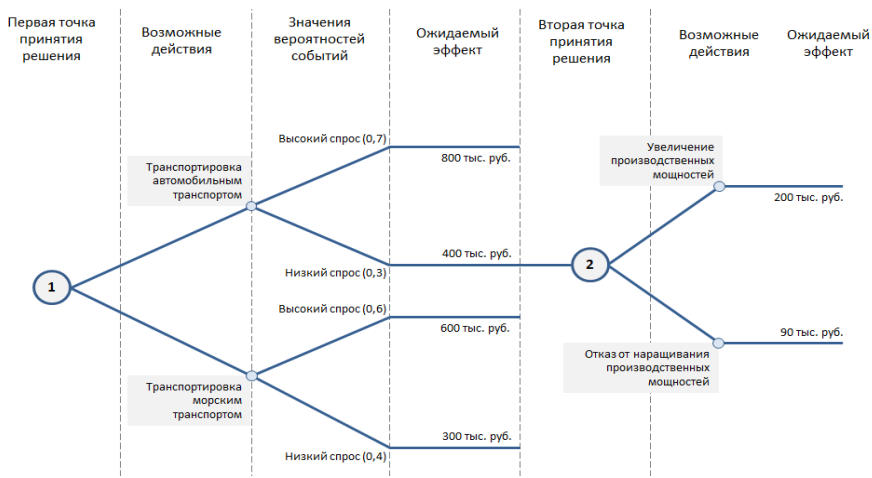 Первая точка
принятия
решения
Возможные
действия
Значения
вероятностей
событий
Ожидаемый
эффект
Вторая точка
принятия
решения
Возможные
действия
Ожидаемый
эффект
Высокий спрос (0,7)
800 тыс. руб.
Транспортировка
автомобильным
транспортом
Увеличение
производственных
мощностей
200 тыс. руб.
400 тыс. руб.
Низкий спрос (0,3)
1
2
Высокий спрос (0,6)
600 тыс. руб.
90 тыс. руб.
Отказ от наращивания
производственных
мощностей
Транспортировка
морским
транспортом
300 тыс. руб.
Низкий спрос (0,4)